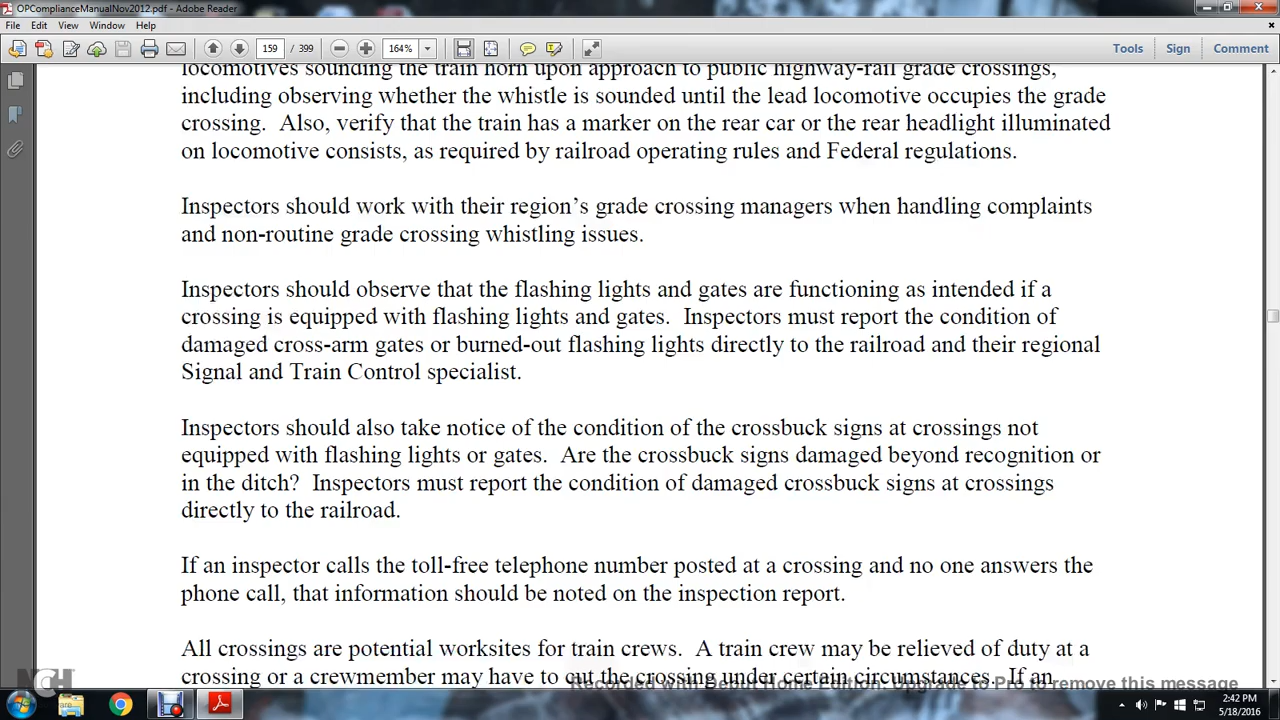 OPComplianceManualNov2012.pdf - Adobe Reader
File Edit View Window Help
159 / 399 164% Tools Sign Comment
locomotives sounding the train horn upon approach to public highway-rail grade crossings,
including observing whether the whistle is sounded until the lead locomotive occupies the grade
crossing. Also, verify that the train has a marker on the rear car or the rear headlight illuminated
on locomotive consists, as required by railroad operating rules and Federal regulations.
Inspectors should work with their region’s grade crossing managers when handling complaints
and non-routine grade crossing whistling issues.
Inspectors should observe that the flashing lights and gates are functioning as intended if a
crossing is equipped with flashing lights and gates. Inspectors must report the condition of
damaged cross-arm gates or burned-out flashing lights directly to the railroad and their regional
Signal and Train Control specialist.
Inspectors should also take notice of the condition of the crossbuck signs at crossings not
equipped with flashing lights or gates. Are the crossbuck signs damaged beyond recognition or
in the ditch? Inspectors must report the condition of damaged crossbuck signs at crossings
directly to the railroad.
If an inspector calls the toll-free telephone number posted at a crossing and no one answers the
phone call, that information should be noted on the inspection report.
All crossings are potential worksites for train crews. A train crew may be relieved of duty at a
crossing or a crewmember may have to cut the crossing under certain circumstances. If an
Recorded with Debut Home Edition. Upgrade to Pro to remove this message
NCH
2:42 PM
5/18/2016